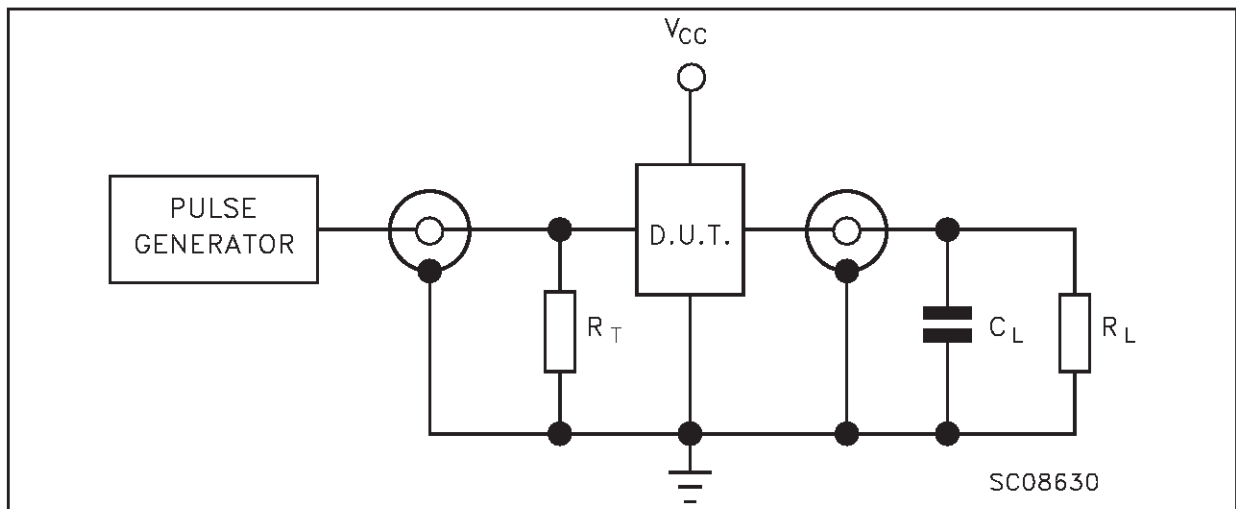 VCC
PULSE
GENERATOR
D.U.T.
RT
CL
RL
SC08630